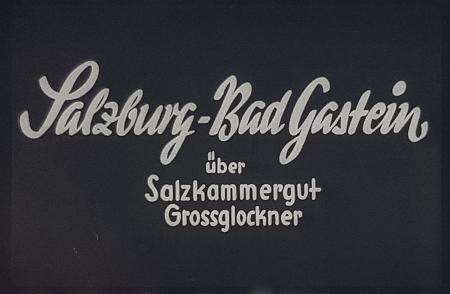 Salzburg-Bad Gastein
über
Salzkammergut
Grossglockner